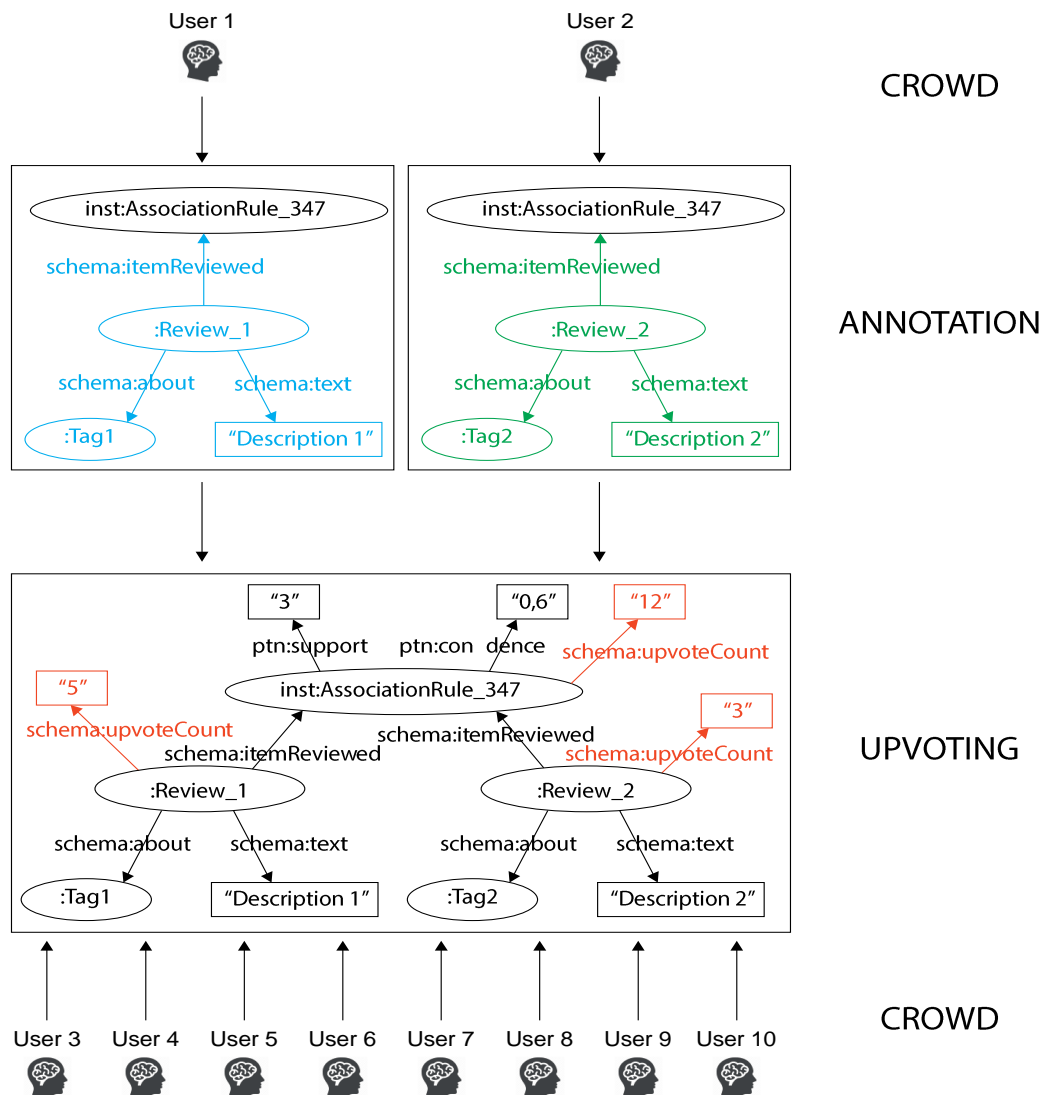 User 1
User 2
CROWD
inst:AssociationRule_347
inst:AssociationRule_347
schema:itemReviewed
schema:itemReviewed
:Review_1
:Review_2
ANNOTATION
schema:about
schema:text
schema:about
schema:text
:Tag1
“Description 1”
:Tag2
“Description 2”
“3”
“0,6”
“12”
ptn:support
ptn:con dence
schema:upvoteCount
“5”
inst:AssociationRule_347
“3”
schema:upvoteCount
schema:itemReviewed
schema:itemReviewed
schema:upvoteCount
UPVOTING
:Review_1
:Review_2
schema:about
schema:text
schema:about
schema:text
:Tag1
“Description 1”
:Tag2
“Description 2”
CROWD
User 3
User 4
User 5
User 6
User 7
User 8
User 9
User 10